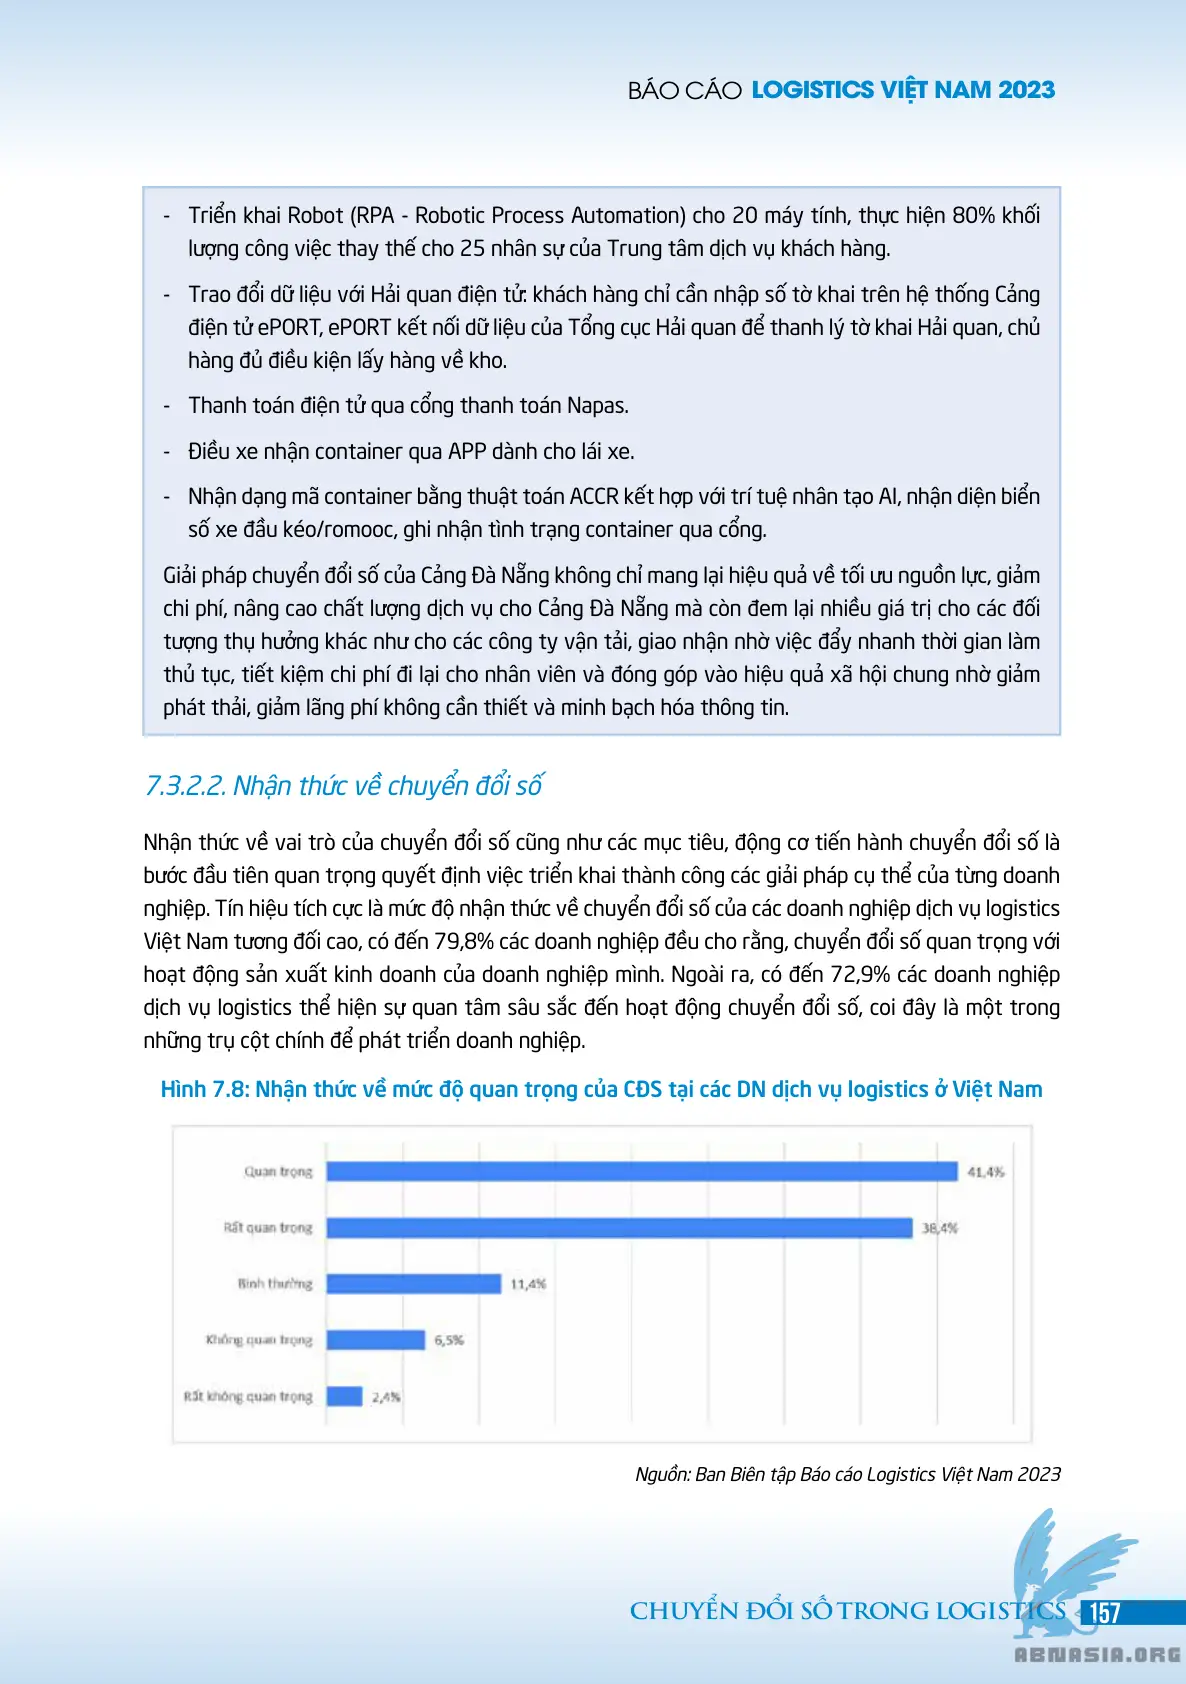 BÁO CÁO LOGISTICS VIỆT NAM 2023
- Triển khai Robot (RPA - Robotic Process Automation) cho 20 máy tính, thực hiện 80% khối
lượng công việc thay thế cho 25 nhân sự của Trung tâm dịch vụ khách hàng.
- Trao đổi dữ liệu với Hải quan điện tử: khách hàng chỉ cần nhập số tờ khai trên hệ thống Cảng
điện tử ePORT, ePORT kết nối dữ liệu của Tổng cục Hải quan để thanh lý tờ khai Hải quan, chủ
hàng đủ điều kiện lấy hàng về kho.
- Thanh toán điện tử qua cổng thanh toán Napas.
- Điều xe nhận container qua APP dành cho lái xe.
- Nhận dạng mã container bằng thuật toán ACCR kết hợp với trí tuệ nhân tạo AI, nhận diện biển
số xe đầu kéo/romooc, ghi nhận tình trạng container qua cổng.
Giải pháp chuyển đổi số của Cảng Đà Nẵng không chỉ mang lại hiệu quả về tối ưu nguồn lực, giảm
chi phí, nâng cao chất lượng dịch vụ cho Cảng Đà Nẵng mà còn đem lại nhiều giá trị cho các đối
tượng thụ hưởng khác như cho các công ty vận tải, giao nhận nhờ việc đẩy nhanh thời gian làm
thủ tục, tiết kiệm chi phí đi lại cho nhân viên và đóng góp vào hiệu quả xã hội chung nhờ giảm
phát thải, giảm lãng phí không cần thiết và minh bạch hóa thông tin.
7.3.2.2. Nhận thức về chuyển đổi số
Nhận thức về vai trò của chuyển đổi số cũng như các mục tiêu, động cơ tiến hành chuyển đổi số là
bước đầu tiên quan trọng quyết định việc triển khai thành công các giải pháp cụ thể của từng doanh
nghiệp. Tín hiệu tích cực là mức độ nhận thức về chuyển đổi số của các doanh nghiệp dịch vụ logistics
Việt Nam tương đối cao, có đến 79,8% các doanh nghiệp đều cho rằng, chuyển đổi số quan trọng với
hoạt động sản xuất kinh doanh của doanh nghiệp mình. Ngoài ra, có đến 72,9% các doanh nghiệp
dịch vụ logistics thể hiện sự quan tâm sâu sắc đến hoạt động chuyển đổi số, coi đây là một trong
những trụ cột chính để phát triển doanh nghiệp.
Hình 7.8: Nhận thức về mức độ quan trọng của CĐS tại các DN dịch vụ logistics ở Việt Nam
Quan trọng 41,4%
Rất quan trọng 38,4%
Bình thường 11,4%
Không quan trọng 6,5%
Rất không quan trọng 2,4%
Nguồn: Ban Biên tập Báo cáo Logistics Việt Nam 2023
CHUYỂN ĐỔI SỐ TRONG LOGISTICS 157
ABNASIA.ORG